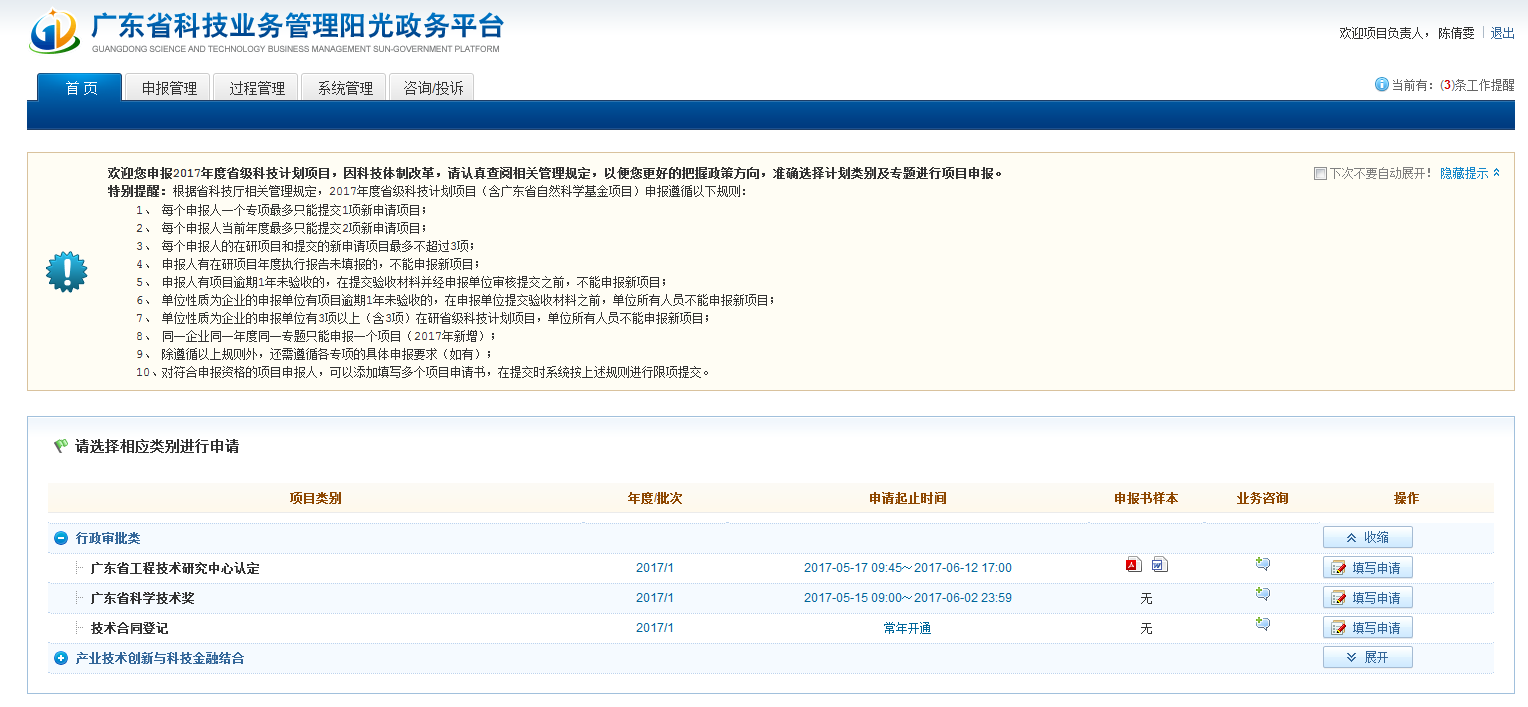 广东省科技业务管理阳光政务平台
GUANGDONG SCIENCE AND TECHNOLOGY BUSINESS MANAGEMENT SUN-GOVERNMENT PLATFORM
欢迎项目负责人，陈倩雯 退出
首页 申报管理 过程管理 系统管理 咨询/投诉
当前有：(3)条工作提醒
欢迎您申报2017年度省级科技计划项目，因科技体制改革，请认真查阅相关管理规定，以便您更好的把握政策方向，准确选择计划类别及专题进行项目申报。
下次不要自动展开！ 隐藏提示
特别提醒：根据省科技厅相关管理规定，2017年度省级科技计划项目（含广东省自然科学基金项目）申报遵循以下规则：
1、 每个申报人一个专项最多只能提交1项新申请项目；
2、 每个申报人当前年度最多只能提交2项新申请项目；
3、 每个申报人的在研项目和提交的新申请项目最多不超过3项；
4、 申报人有在研项目年度执行报告未填报的，不能申报新项目；
5、 申报人有项目逾期1年未验收的，在提交验收材料并经申报单位审核提交之前，不能申报新项目；
6、 单位性质为企业的申报单位有项目逾期1年未验收的，在申报单位提交验收材料之前，单位所有人员不能申报新项目；
7、 单位性质为企业的申报单位有3项以上（含3项）在研省级科技计划项目，单位所有人员不能申报新项目；
8、 同一企业同一年度同一专题只能申报一个项目（2017年新增）；
9、 除遵循以上规则外，还需遵循各专项的具体申报要求（如有）；
10、对符合申报资格的项目申报人，可以添加填写多个项目申请书，在提交时系统按上述规则进行限项提交。
请选择相应类别进行申请
项目类别 年度/批次 申请起止时间 申报书样本 业务咨询 操作
行政审批类 收缩
广东省工程技术研究中心认定 2017/1 2017-05-17 09:45～2017-06-12 17:00 填写申请
广东省科学技术奖 2017/1 2017-05-15 09:00～2017-06-02 23:59 无 填写申请
技术合同登记 2017/1 常年开通 无 填写申请
产业技术创新与科技金融结合 展开